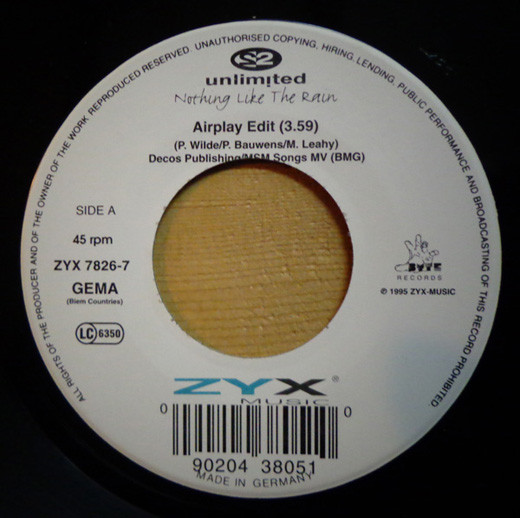 ALL RIGHTS OF THE PRODUCER AND OF THE OWNER OF THE WORK REPRODUCED RESERVED. UNAUTHORISED COPYING, HIRING, LENDING, PUBLIC PERFORMANCE AND BROADCASTING OF THIS RECORD PROHIBITED.
2
unlimited
Nothing Like The Rain
Airplay Edit (3.59)
(P. Wilde/P. Bauwens/M. Leahy)
Decos Publishing/MSM Songs MV (BMG)
SIDE A
45 rpm
ZYX 7826-7
GEMA
(Biem Countries)
LC 6350
BYTE
RECORDS
℗ 1995 ZYX-MUSIC
ZYX®
MUSIC
0 90204 38051 0
MADE IN GERMANY